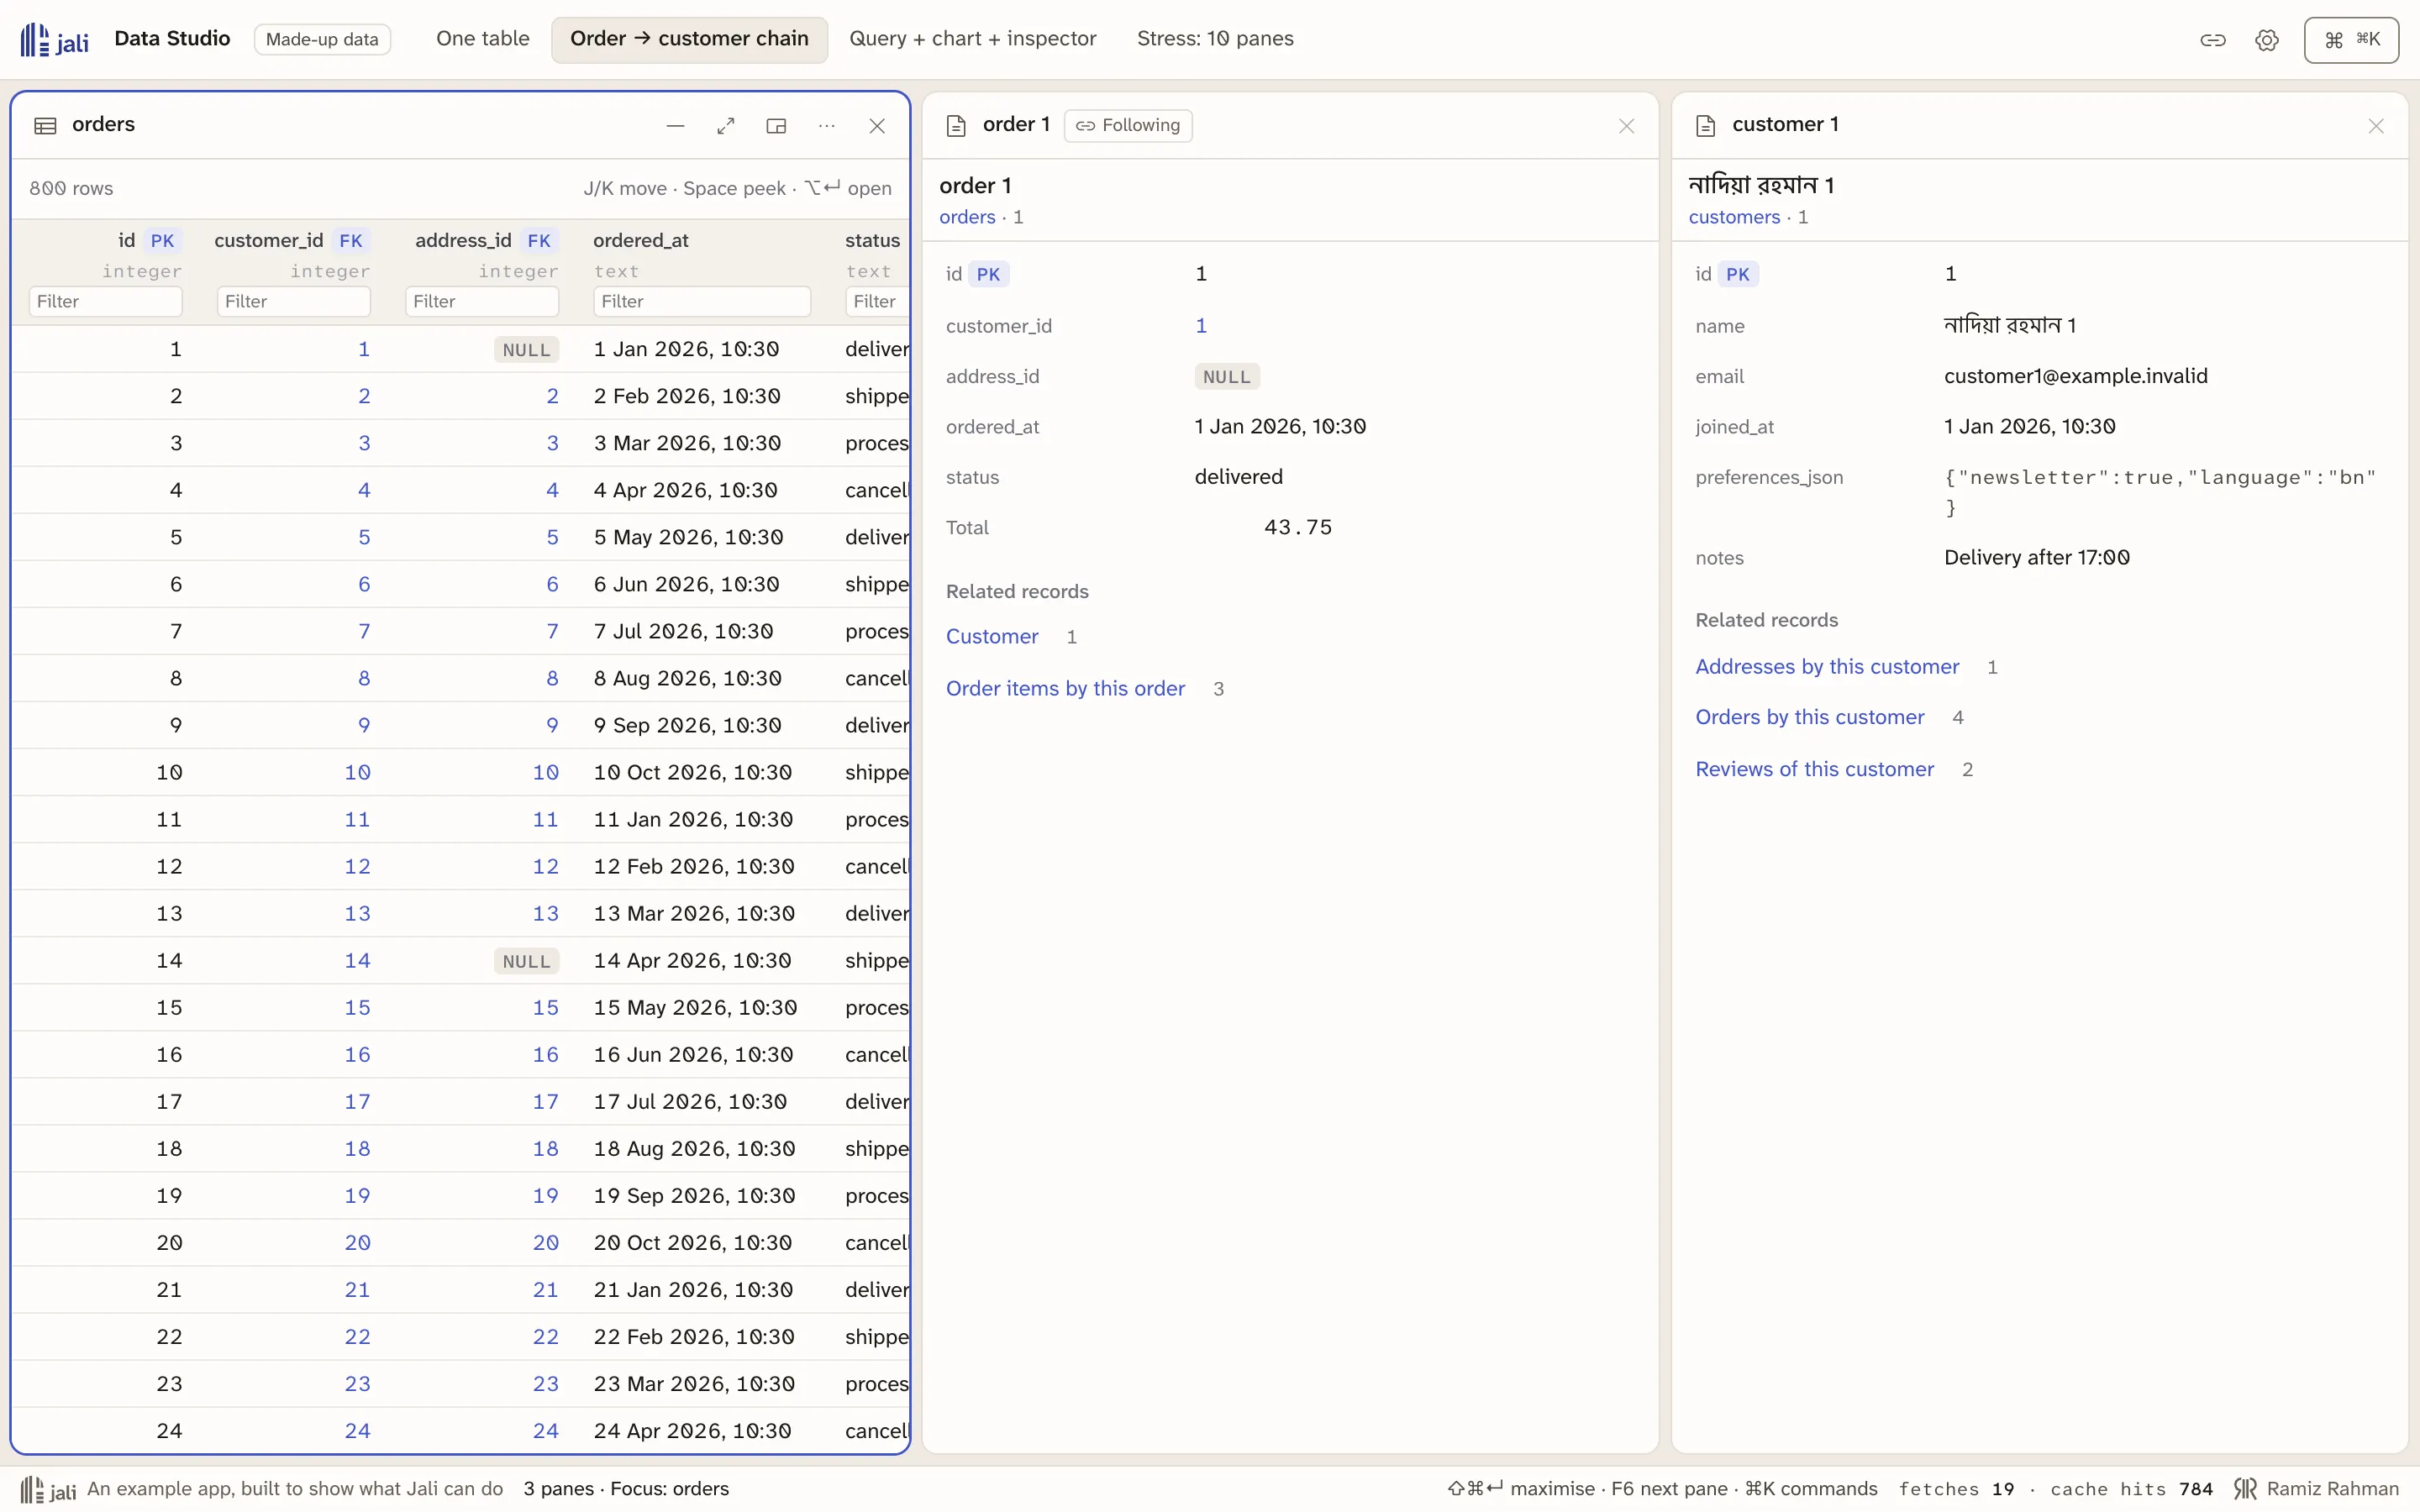 jali Data Studio Made-up data One table Order → customer chain Query + chart + inspector Stress: 10 panes ⌘ ⌘K
orders
800 rows J/K move · Space peek · ⌥↵ open
id PK customer_id FK address_id FK ordered_at status
integer integer integer text text
Filter Filter Filter Filter Filter
1 1 NULL 1 Jan 2026, 10:30 deliver
2 2 2 2 Feb 2026, 10:30 shippe
3 3 3 3 Mar 2026, 10:30 proces
4 4 4 4 Apr 2026, 10:30 cancell
5 5 5 5 May 2026, 10:30 deliver
6 6 6 6 Jun 2026, 10:30 shippe
7 7 7 7 Jul 2026, 10:30 proces
8 8 8 8 Aug 2026, 10:30 cancell
9 9 9 9 Sep 2026, 10:30 deliver
10 10 10 10 Oct 2026, 10:30 shippe
11 11 11 11 Jan 2026, 10:30 proces
12 12 12 12 Feb 2026, 10:30 cancell
13 13 13 13 Mar 2026, 10:30 deliver
14 14 NULL 14 Apr 2026, 10:30 shippe
15 15 15 15 May 2026, 10:30 proces
16 16 16 16 Jun 2026, 10:30 cancell
17 17 17 17 Jul 2026, 10:30 deliver
18 18 18 18 Aug 2026, 10:30 shippe
19 19 19 19 Sep 2026, 10:30 proces
20 20 20 20 Oct 2026, 10:30 cancell
21 21 21 21 Jan 2026, 10:30 deliver
22 22 22 22 Feb 2026, 10:30 shippe
23 23 23 23 Mar 2026, 10:30 proces
24 24 24 24 Apr 2026, 10:30 cancell
order 1 Following
order 1
orders · 1
id PK 1
customer_id 1
address_id NULL
ordered_at 1 Jan 2026, 10:30
status delivered
Total 43.75
Related records
Customer 1
Order items by this order 3
customer 1
নাদিয়া রহমান 1
customers · 1
id PK 1
name নাদিয়া রহমান 1
email customer1@example.invalid
joined_at 1 Jan 2026, 10:30
preferences_json {"newsletter":true,"language":"bn"
}
notes Delivery after 17:00
Related records
Addresses by this customer 1
Orders by this customer 4
Reviews of this customer 2
jali An example app, built to show what Jali can do 3 panes · Focus: orders ⇧⌘↵ maximise · F6 next pane · ⌘K commands fetches 19 · cache hits 784 Ramiz Rahman